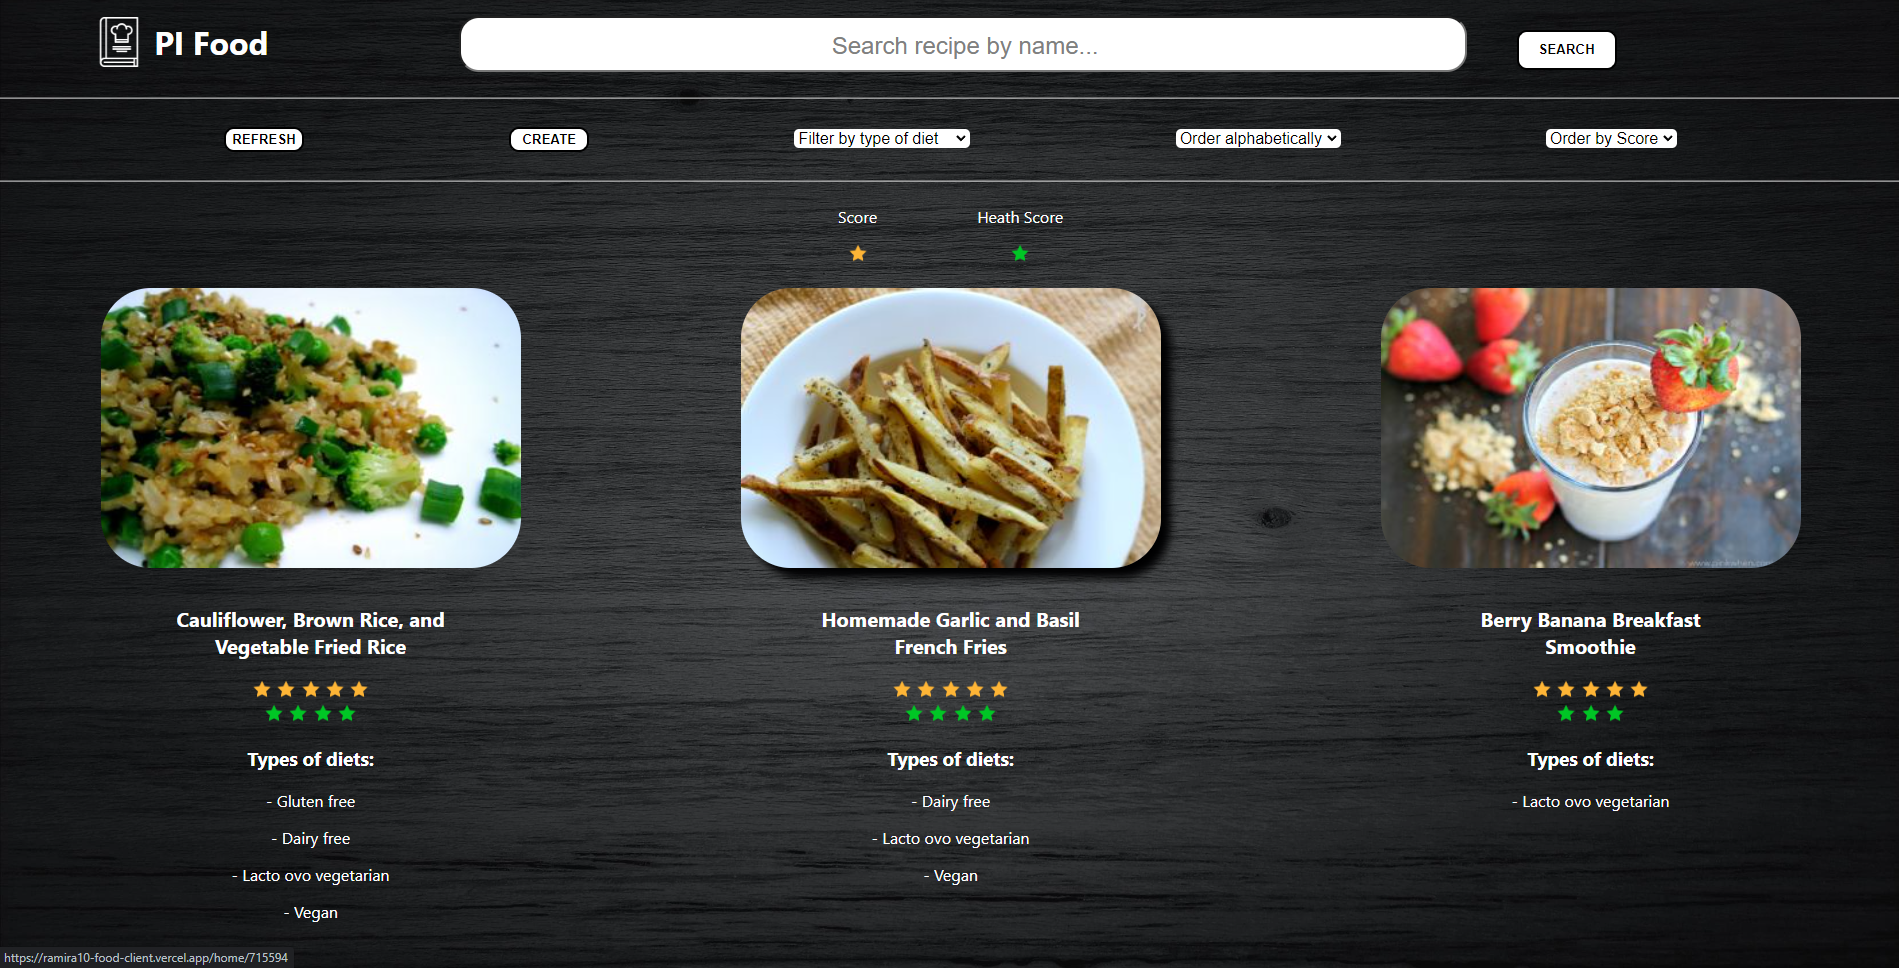 PI Food
Search recipe by name...
SEARCH
REFRESH
CREATE
Filter by type of diet
Order alphabetically
Order by Score
Score
Heath Score
Cauliflower, Brown Rice, and
Vegetable Fried Rice
Types of diets:
- Gluten free
- Dairy free
- Lacto ovo vegetarian
- Vegan
Homemade Garlic and Basil
French Fries
Types of diets:
- Dairy free
- Lacto ovo vegetarian
- Vegan
Berry Banana Breakfast
Smoothie
Types of diets:
- Lacto ovo vegetarian
https://ramira10-food-client.vercel.app/home/715594